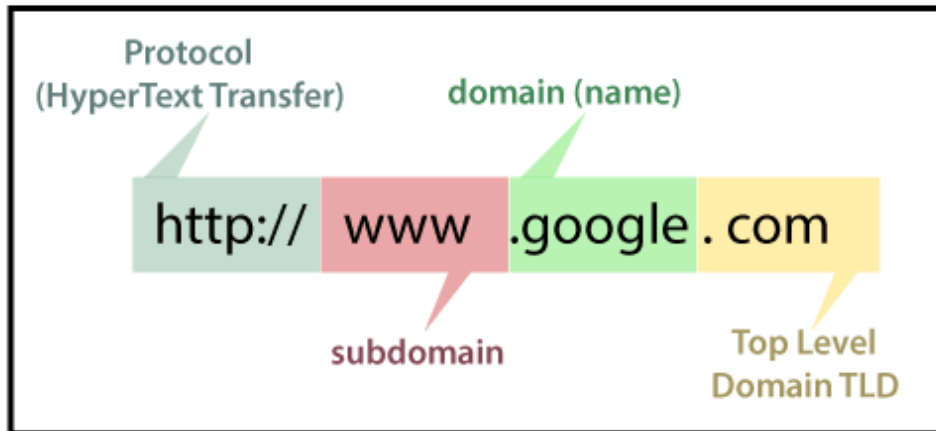 Protocol
(HyperText Transfer)
domain (name)
http:// www .google . com
subdomain
Top Level
Domain TLD